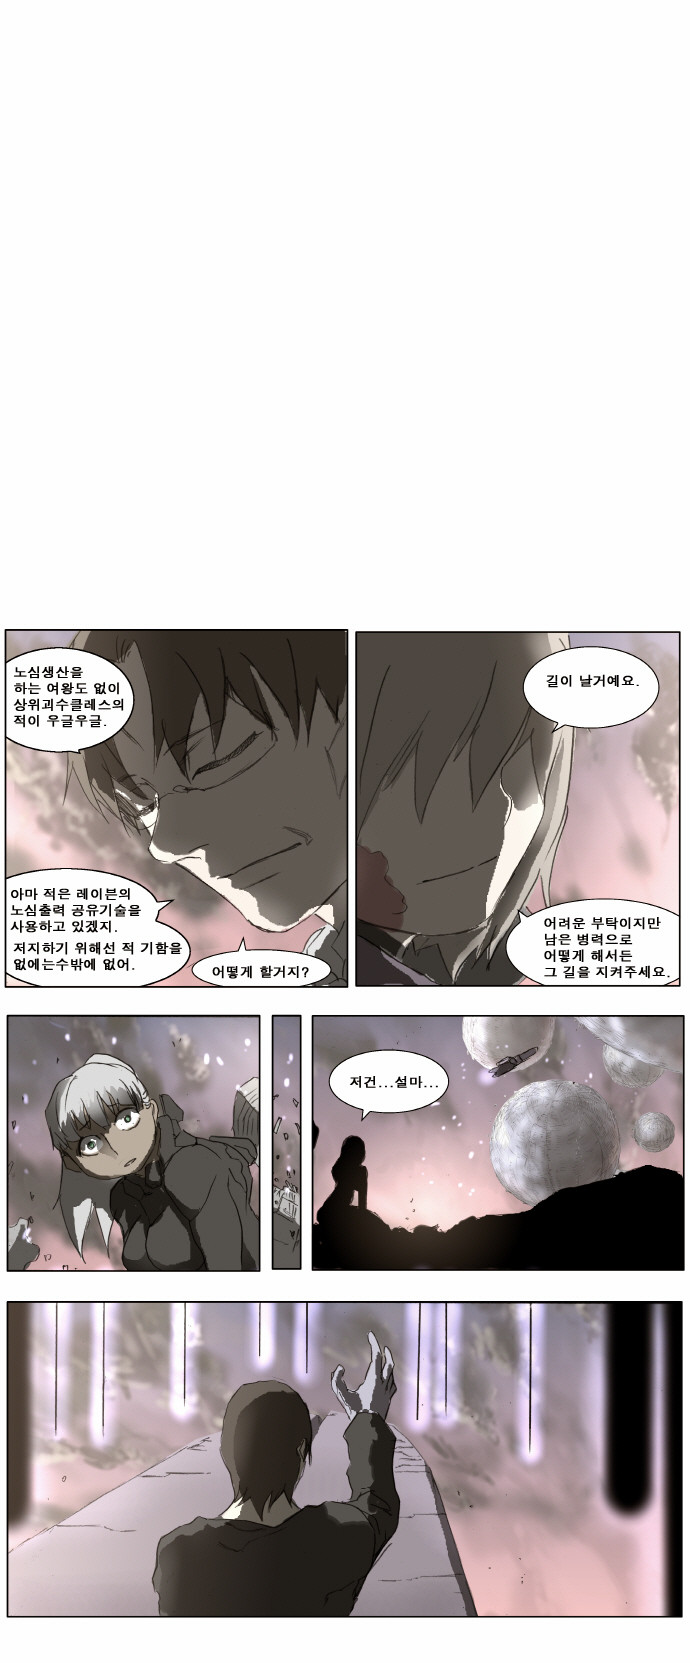 노심생산을
하는 여왕도 없이
상위괴수클레스의
적이 우글우글.
아마 적은 레이븐의
노심출력 공유기술을
사용하고 있겠지.
저지하기 위해선 적 기함을
없에는수밖에 없어.
어떻게 할거지?
길이 날거예요.
어려운 부탁이지만
남은 병력으로
어떻게 해서든
그 길을 지켜주세요.
저건...설마...